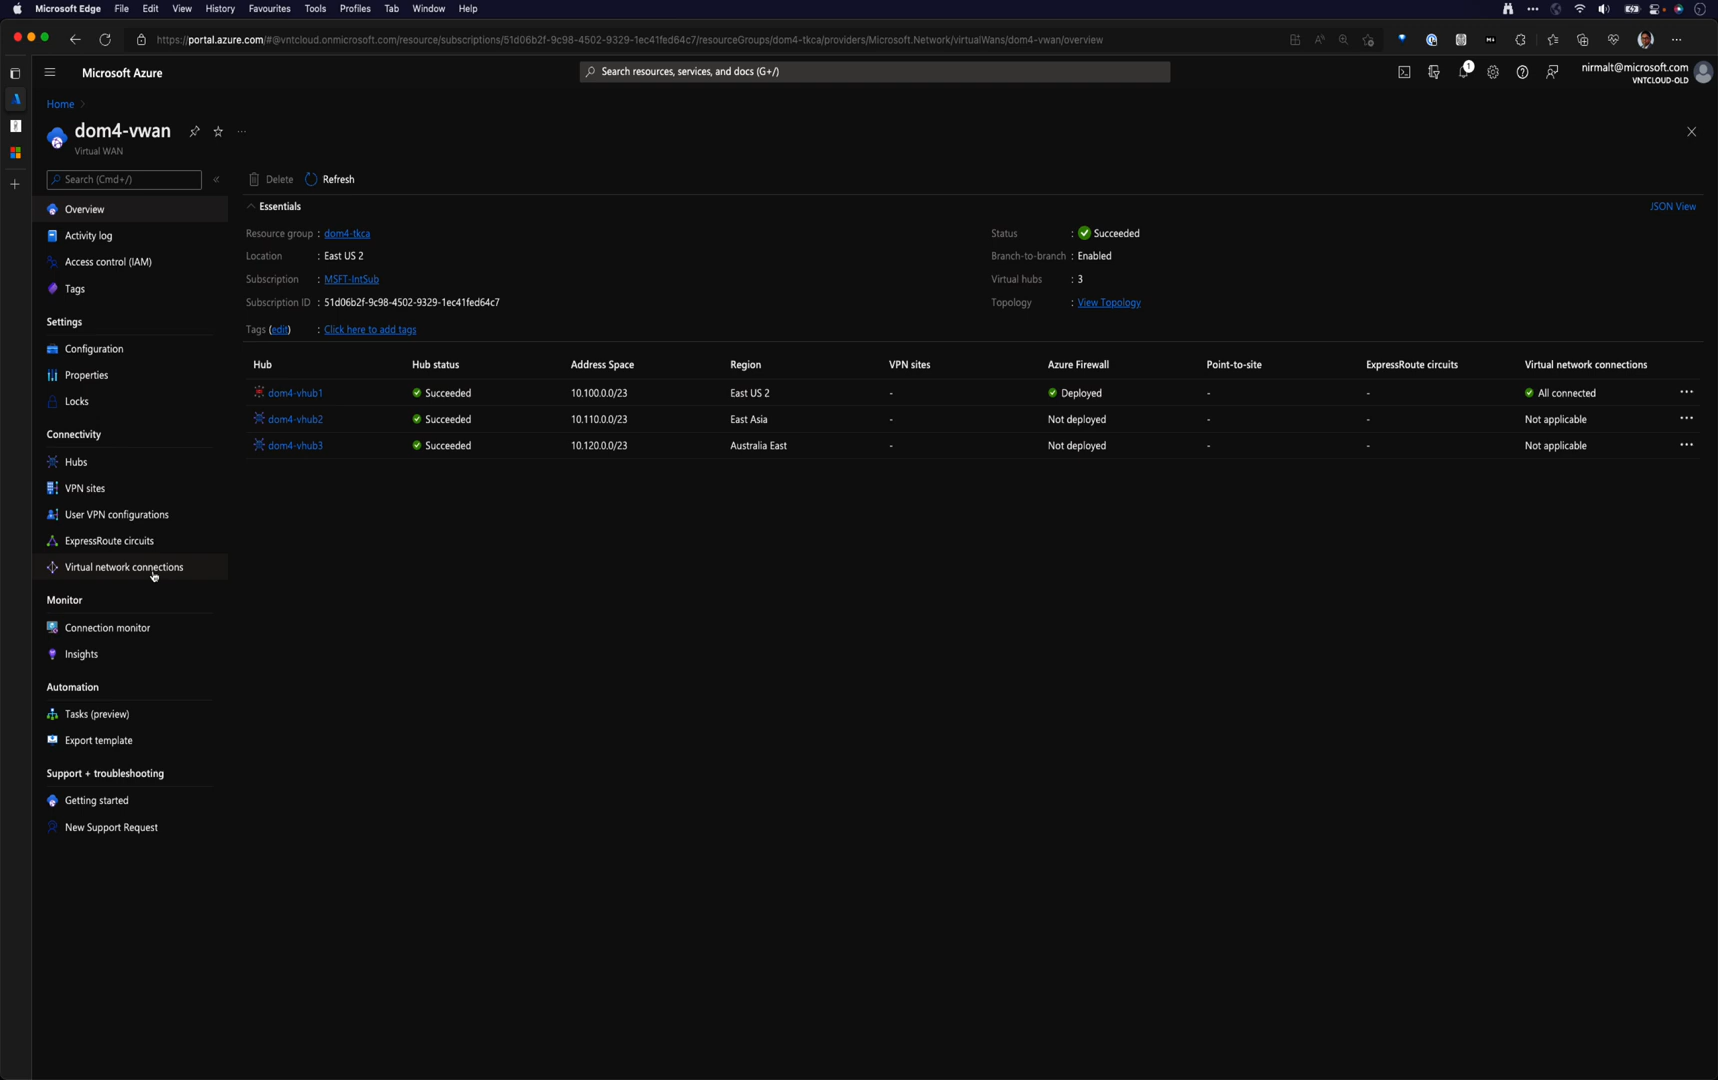 Microsoft Edge File Edit View History Favourites Tools Profiles Tab Window Help
https://portal.azure.com/#@vntcloud.onmicrosoft.com/resource/subscriptions/51d06b2f-9c98-4502-9329-1ec41fed64c7/resourceGroups/dom4-tkca/providers/Microsoft.Network/virtualWans/dom4-vwan/overview
Microsoft Azure
Search resources, services, and docs (G+/)
1
nirmalt@microsoft.com
VNTCLOUD-OLD
Home
dom4-vwan
Virtual WAN
Search (Cmd+/)
Delete Refresh
Overview
Activity log
Access control (IAM)
Tags
Settings
Configuration
Properties
Locks
Connectivity
Hubs
VPN sites
User VPN configurations
ExpressRoute circuits
Virtual network connections
Monitor
Connection monitor
Insights
Automation
Tasks (preview)
Export template
Support + troubleshooting
Getting started
New Support Request
Essentials
JSON View
Resource group : dom4-tkca
Location : East US 2
Subscription : MSFT-IntSub
Subscription ID : 51d06b2f-9c98-4502-9329-1ec41fed64c7
Tags (edit) : Click here to add tags
Status : Succeeded
Branch-to-branch : Enabled
Virtual hubs : 3
Topology : View Topology
Hub Hub status Address Space Region VPN sites Azure Firewall Point-to-site ExpressRoute circuits Virtual network connections
dom4-vhub1 Succeeded 10.100.0.0/23 East US 2 - Deployed - - All connected
dom4-vhub2 Succeeded 10.110.0.0/23 East Asia - Not deployed - - Not applicable
dom4-vhub3 Succeeded 10.120.0.0/23 Australia East - Not deployed - - Not applicable